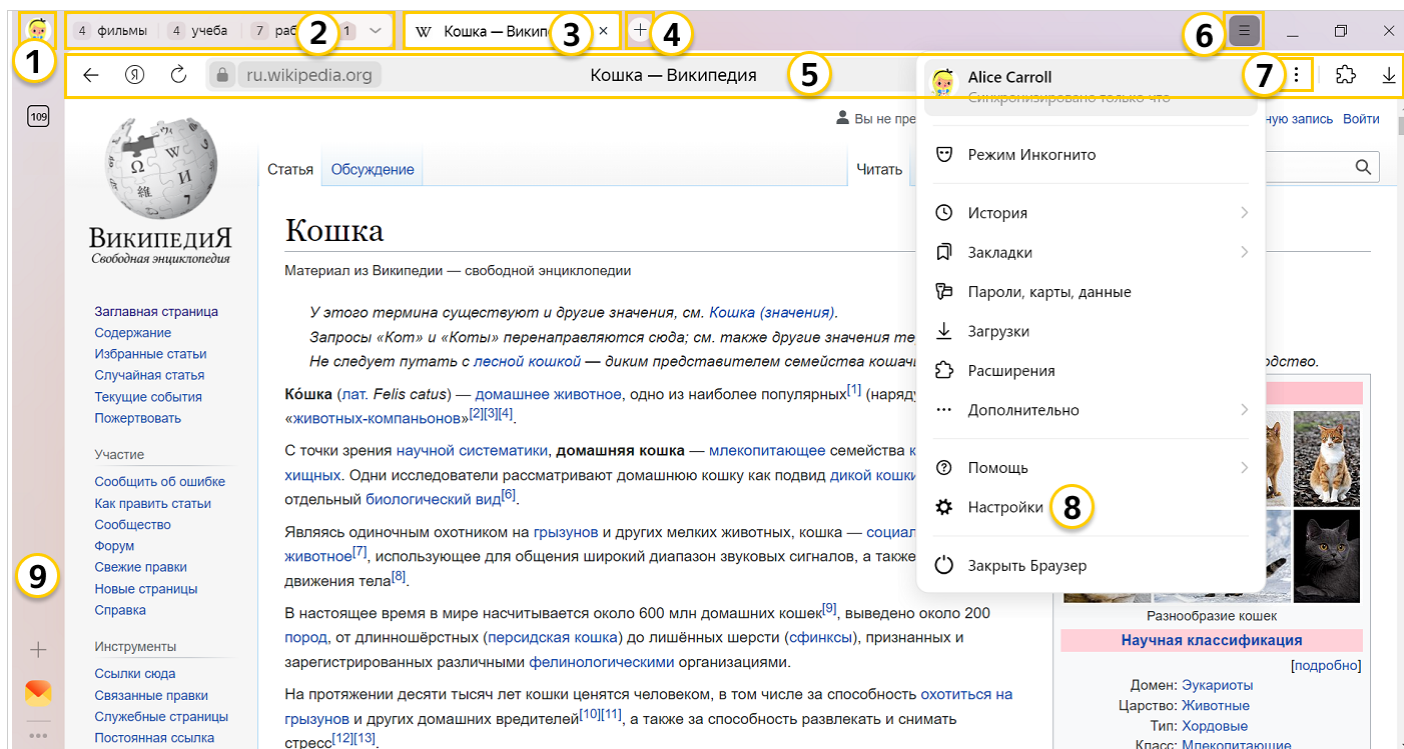 4 фильмы 4 учеба 7 раб 1 W Кошка — Викип
1 2 3 4 6
Я ru.wikipedia.org Кошка — Википедия 5 7
Alice Carroll
Синхронизировано только что
109
Вы не пре ную запись Войти
Режим Инкогнито
Статья Обсуждение Читать
История
ВикипедиЯ
Свободная энциклопедия
Кошка
Закладки
Материал из Википедии — свободной энциклопедии
Пароли, карты, данные
Заглавная страница
У этого термина существуют и другие значения, см. Кошка (значения).
Содержание
Запросы «Кот» и «Коты» перенаправляются сюда; см. также другие значения те
Загрузки
Избранные статьи
Не следует путать с лесной кошкой — диким представителем семейства кошач
Случайная статья
Расширения
Текущие события
Ко́шка (лат. Felis catus) — домашнее животное, одно из наиболее популярных[1] (наряду
Пожертвовать
«животных-компаньонов»[2][3][4].
Дополнительно
Участие
С точки зрения научной систематики, домашняя кошка — млекопитающее семейства к
Сообщить об ошибке
хищных. Одни исследователи рассматривают домашнюю кошку как подвид дикой кошки
Помощь
Как править статьи
отдельный биологический вид[6].
Настройки 8
Сообщество
Являясь одиночным охотником на грызунов и других мелких животных, кошка — социал
Форум
животное[7], использующее для общения широкий диапазон звуковых сигналов, а также
Свежие правки
Закрыть Браузер
9
движения тела[8].
Новые страницы
Справка
В настоящее время в мире насчитывается около 600 млн домашних кошек[9], выведено около 200
Разнообразие кошек
пород, от длинношёрстных (персидская кошка) до лишённых шерсти (сфинксы), признанных и
Научная классификация
Инструменты
зарегистрированных различными фелинологическими организациями.
[подробно]
Ссылки сюда
Домен: Эукариоты
Связанные правки
На протяжении десяти тысяч лет кошки ценятся человеком, в том числе за способность охотиться на
Царство: Животные
Служебные страницы
грызунов и других домашних вредителей[10][11], а также за способность развлекать и снимать
Тип: Хордовые
Постоянная ссылка
стресс[12][13].
Класс: Млекопитающие